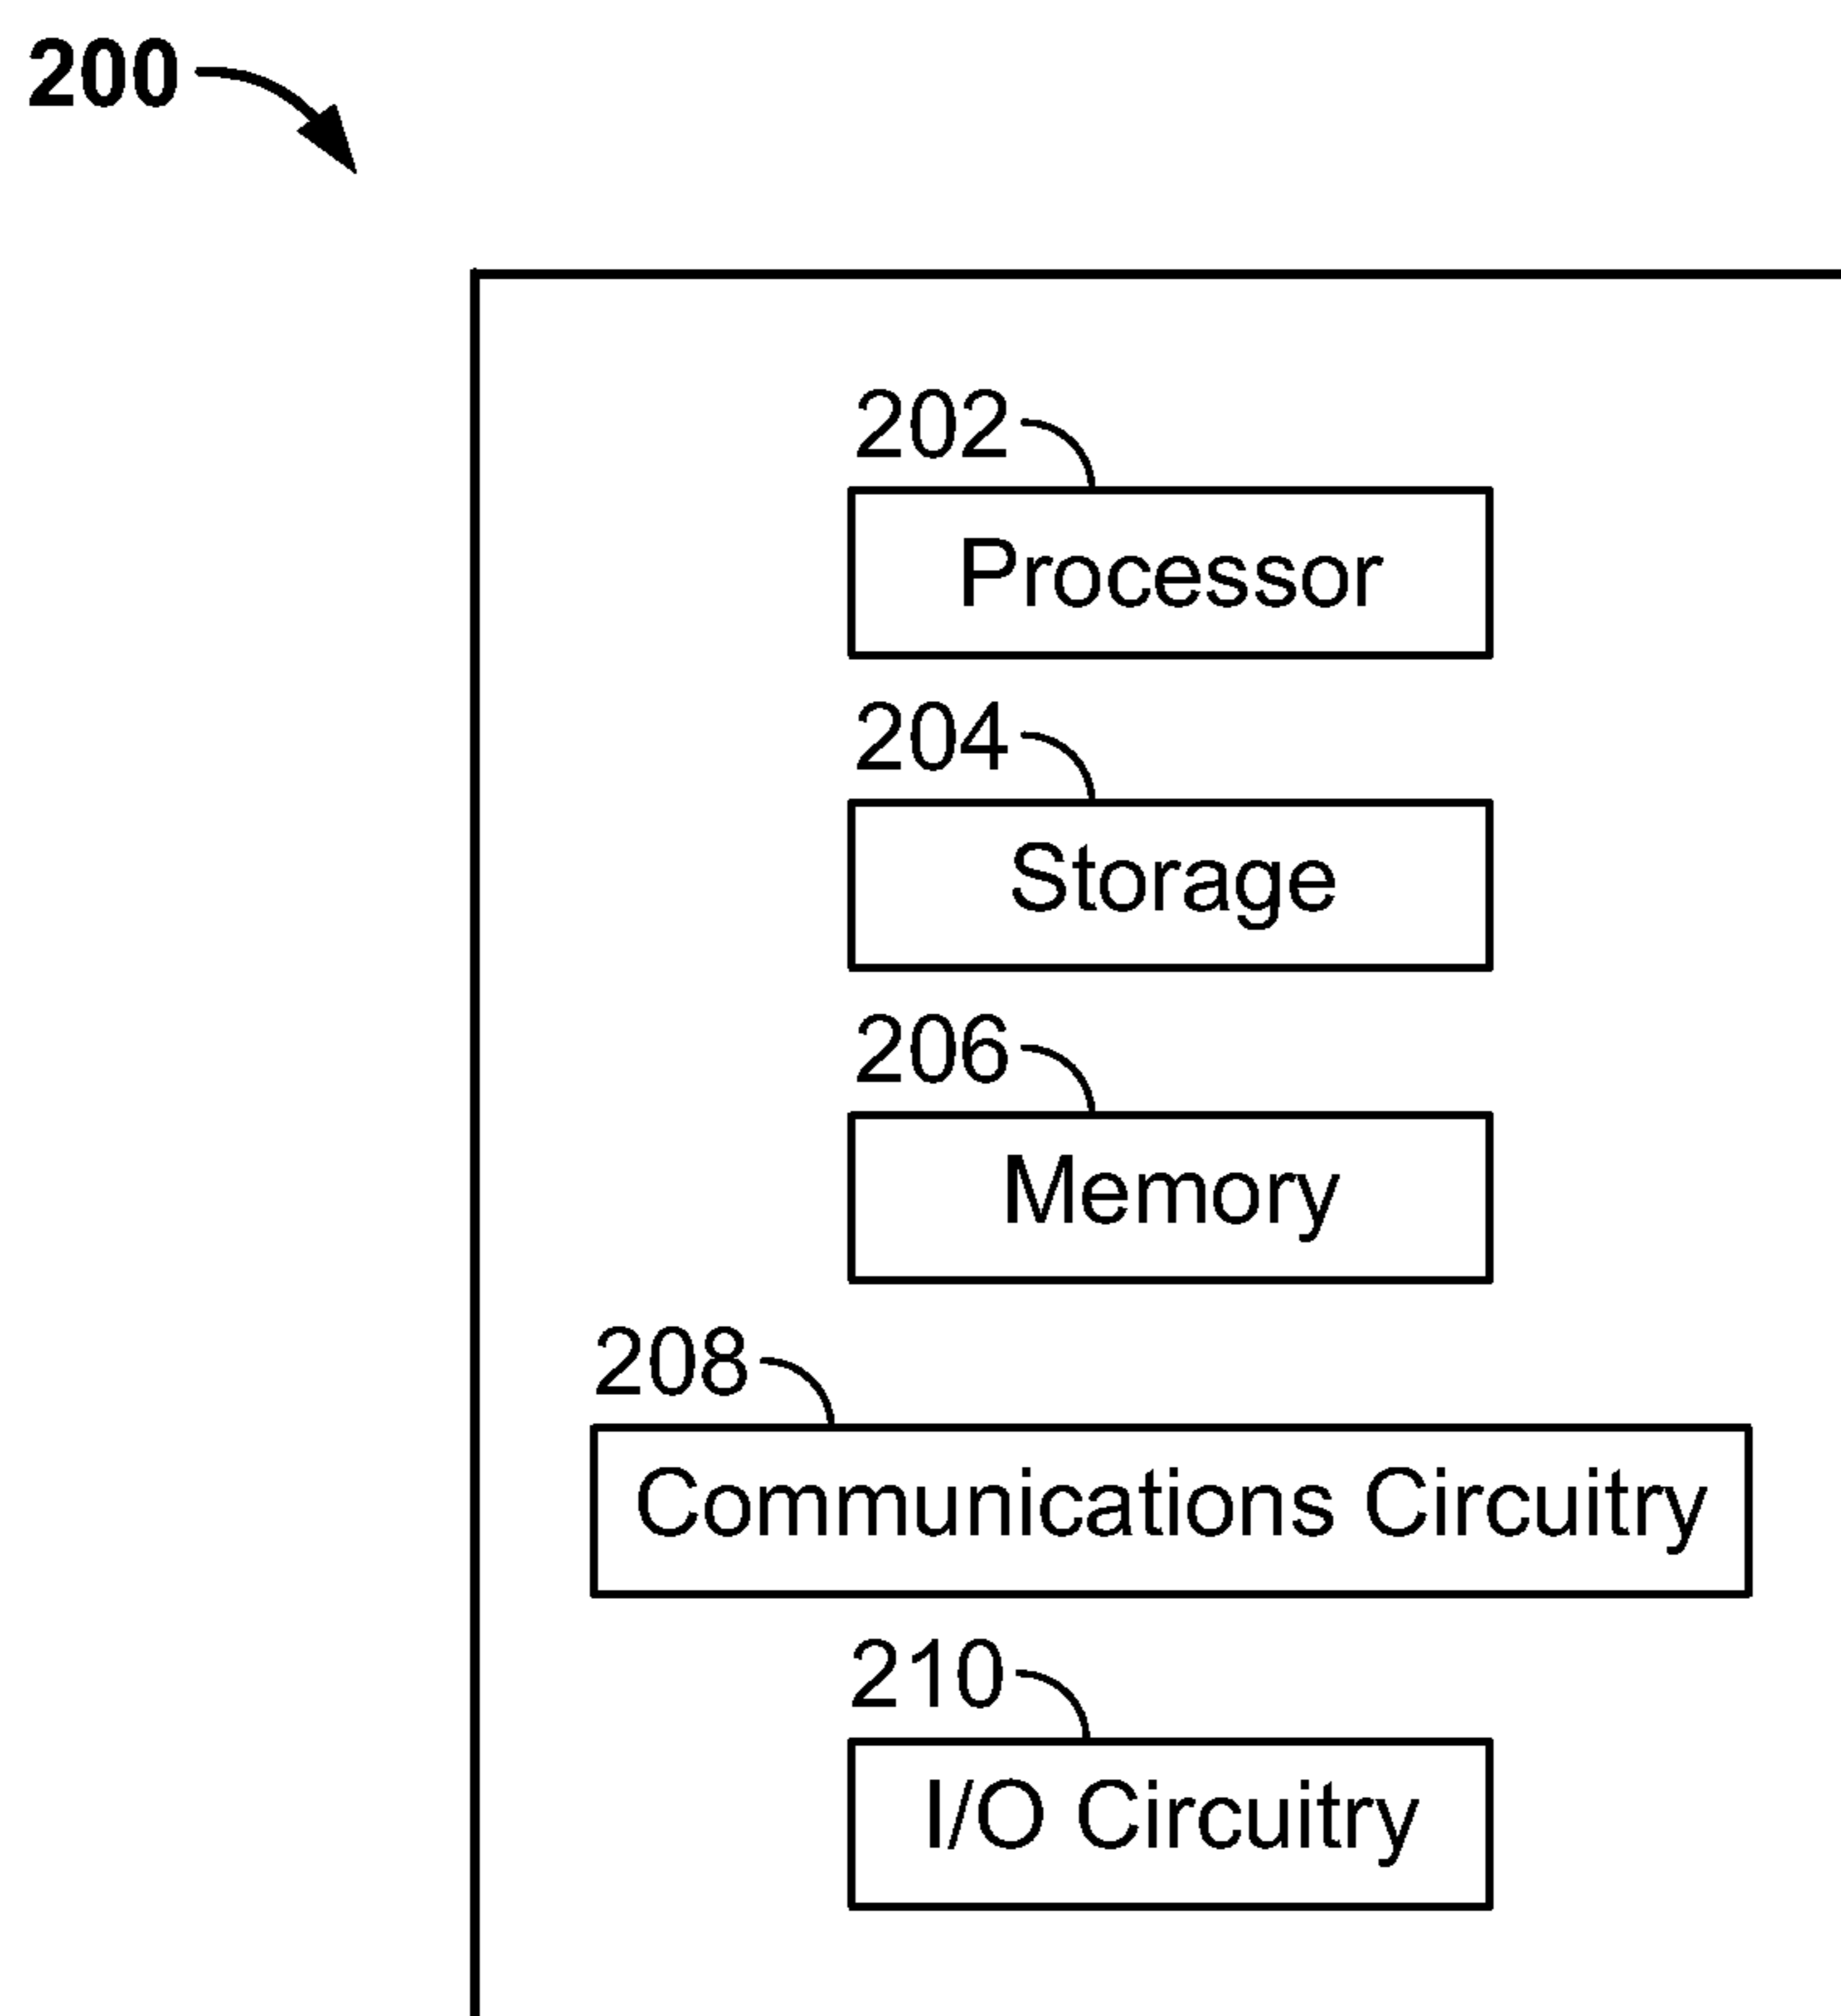 200
202
Processor
204
Storage
206
Memory
208
Communications Circuitry
210
I/O Circuitry